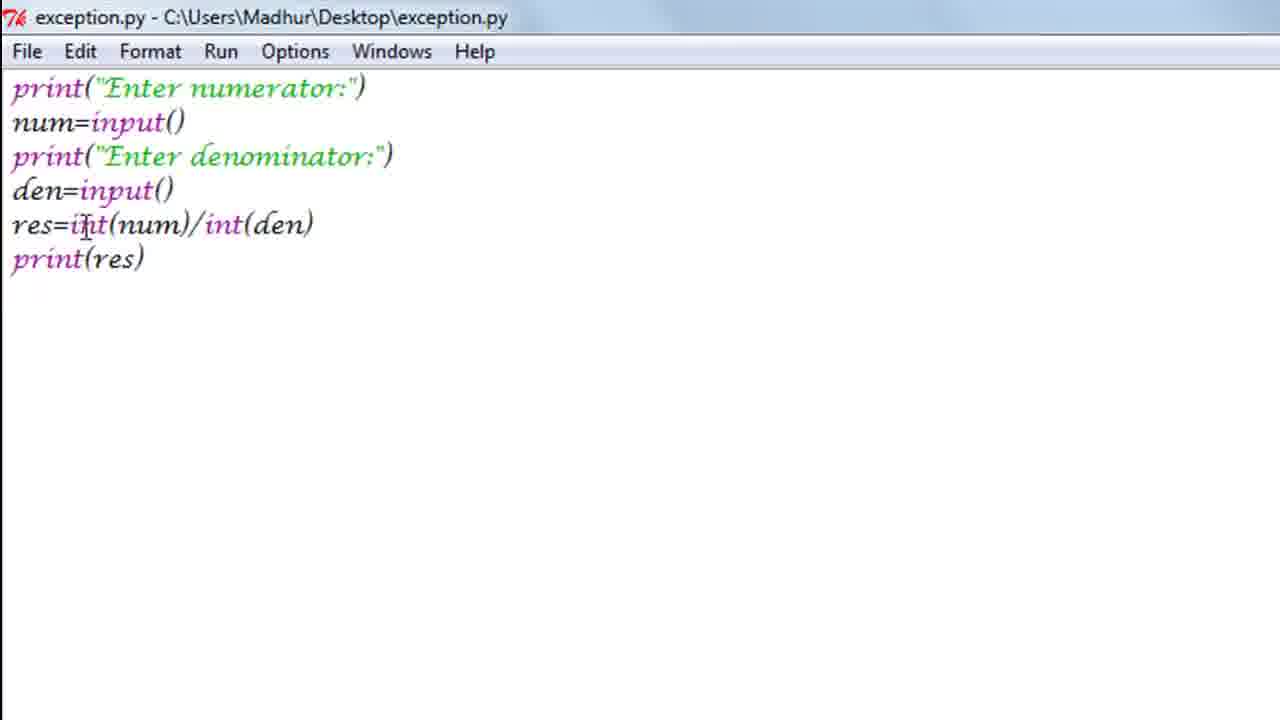 exception.py - C:\Users\Madhur\Desktop\exception.py
File Edit Format Run Options Windows Help
print("Enter numerator:")
num=input()
print("Enter denominator:")
den=input()
res=int(num)/int(den)
print(res)